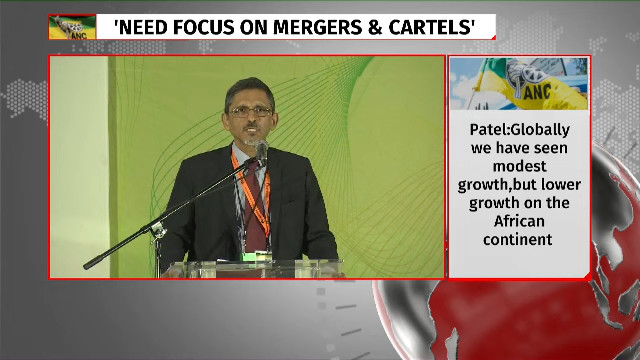 ANC
'NEED FOCUS ON MERGERS & CARTELS'
ANC
Patel:Globally
we have seen
modest
growth,but lower
growth on the
African
continent